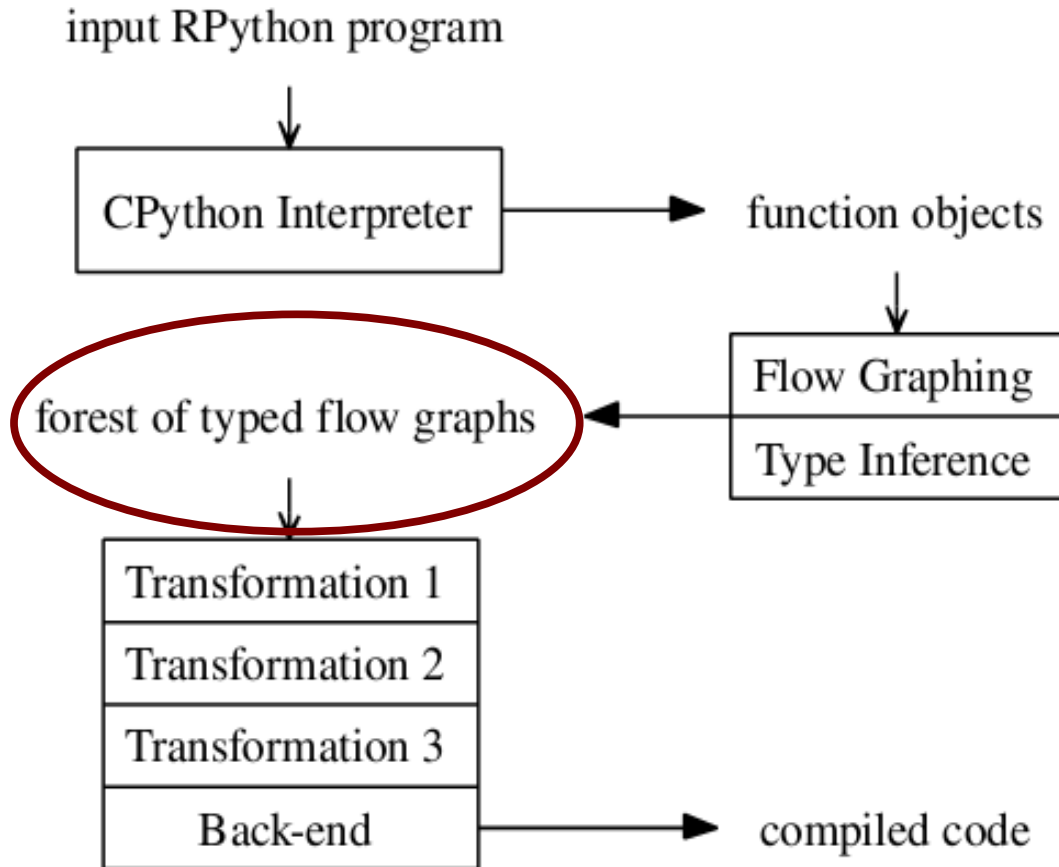 input RPython program
CPython Interpreter
function objects
Flow Graphing
forest of typed flow graphs
Type Inference
Transformation 1
Transformation 2
Transformation 3
Back-end
compiled code